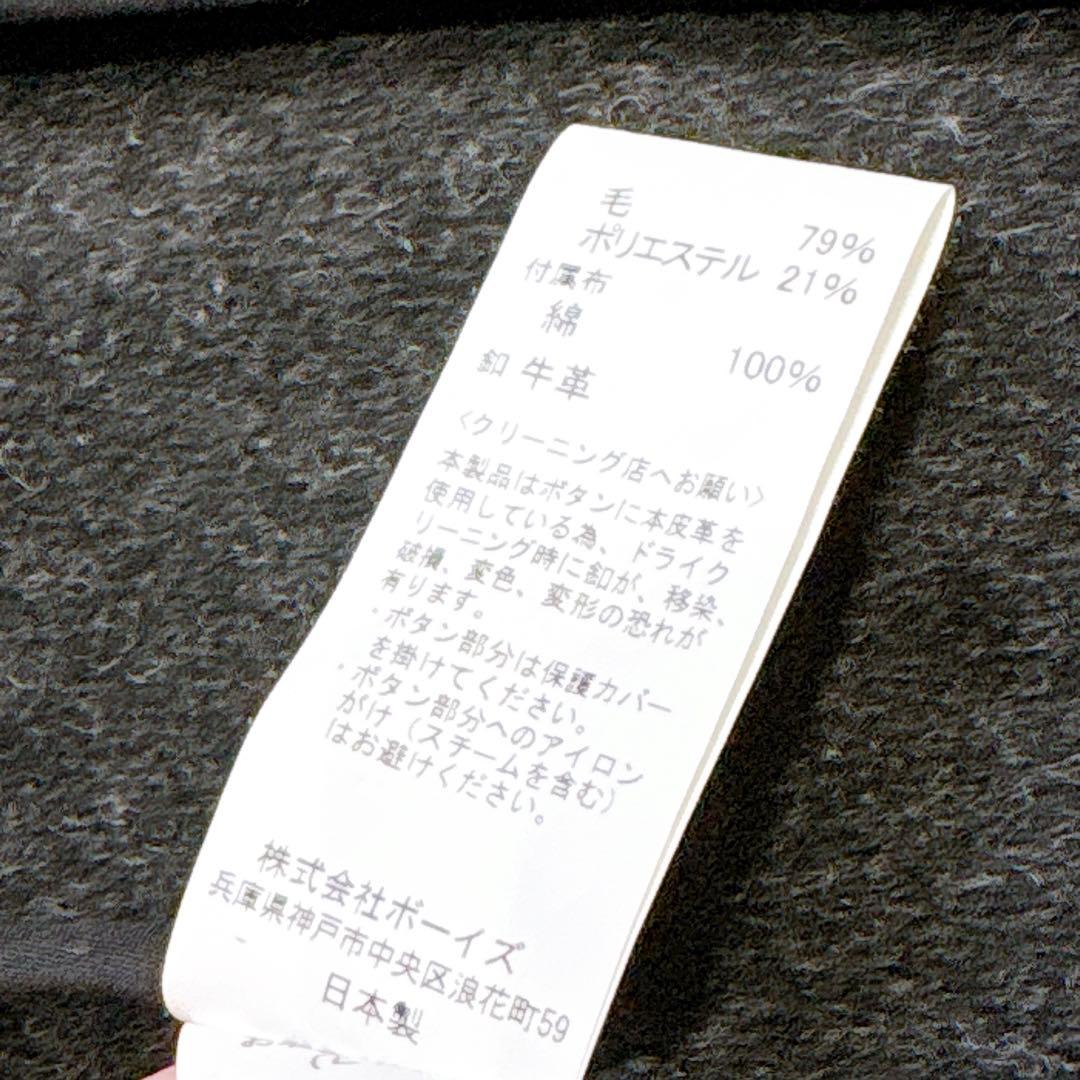 毛 79%
ポリエステル 21%
付属布
綿 100%
釦 牛革
<クリーニング店へお願い>
本製品はボタンに本皮革を
使用している為、ドライク
リーニング時に釦が、移染、
破損、変色、変形の恐れが
有ります。
・ボタン部分は保護カバー
を掛けてください。
・ボタン部分へのアイロン
がけ(スチームを含む)
はお避けください。
株式会社ボーイズ
兵庫県神戸市中央区浪花町59
日本製